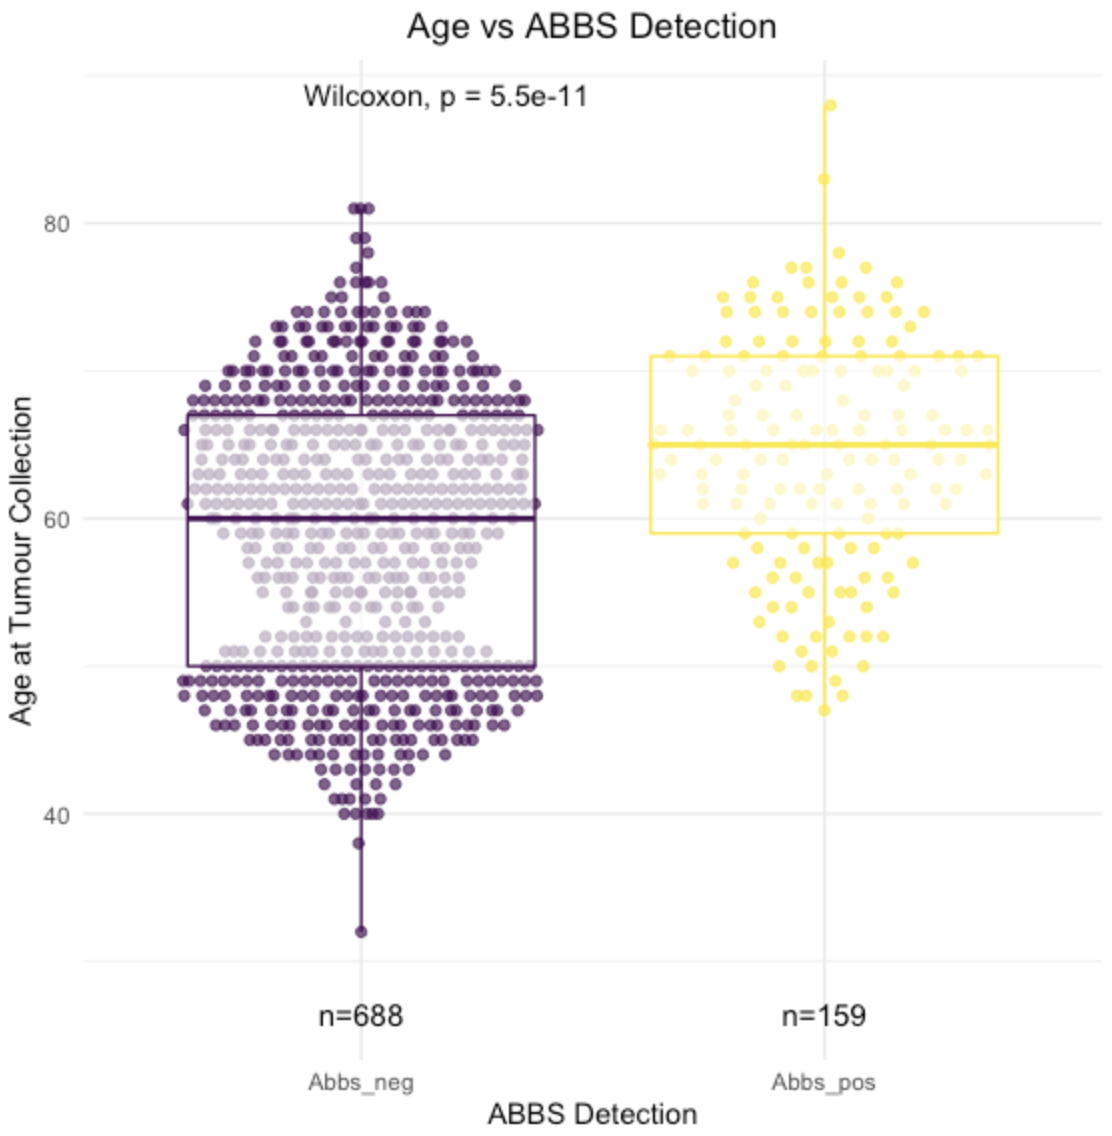 Age vs ABBS Detection
Wilcoxon, p = 5.5e-11
Age at Tumour Collection
80
60
40
n=688
n=159
Abbs_neg
Abbs_pos
ABBS Detection